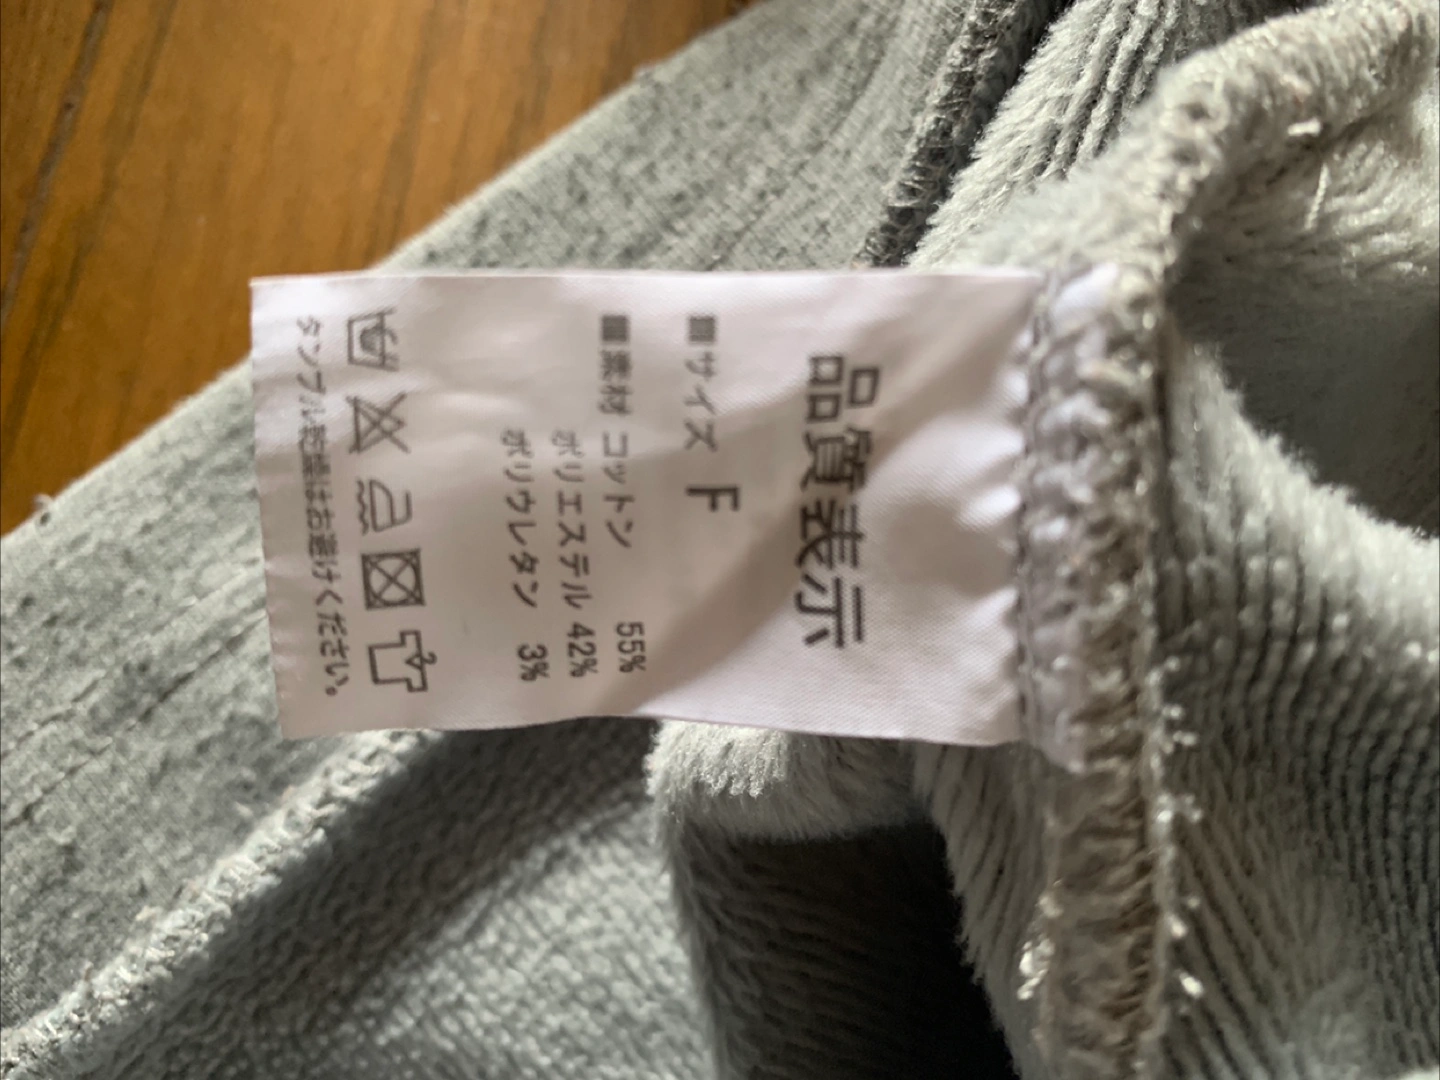 品質表示
■サイズ F
■素材 コットン 55%
ポリエステル 42%
ポリウレタン 3%
タンブル乾燥はお避けください。